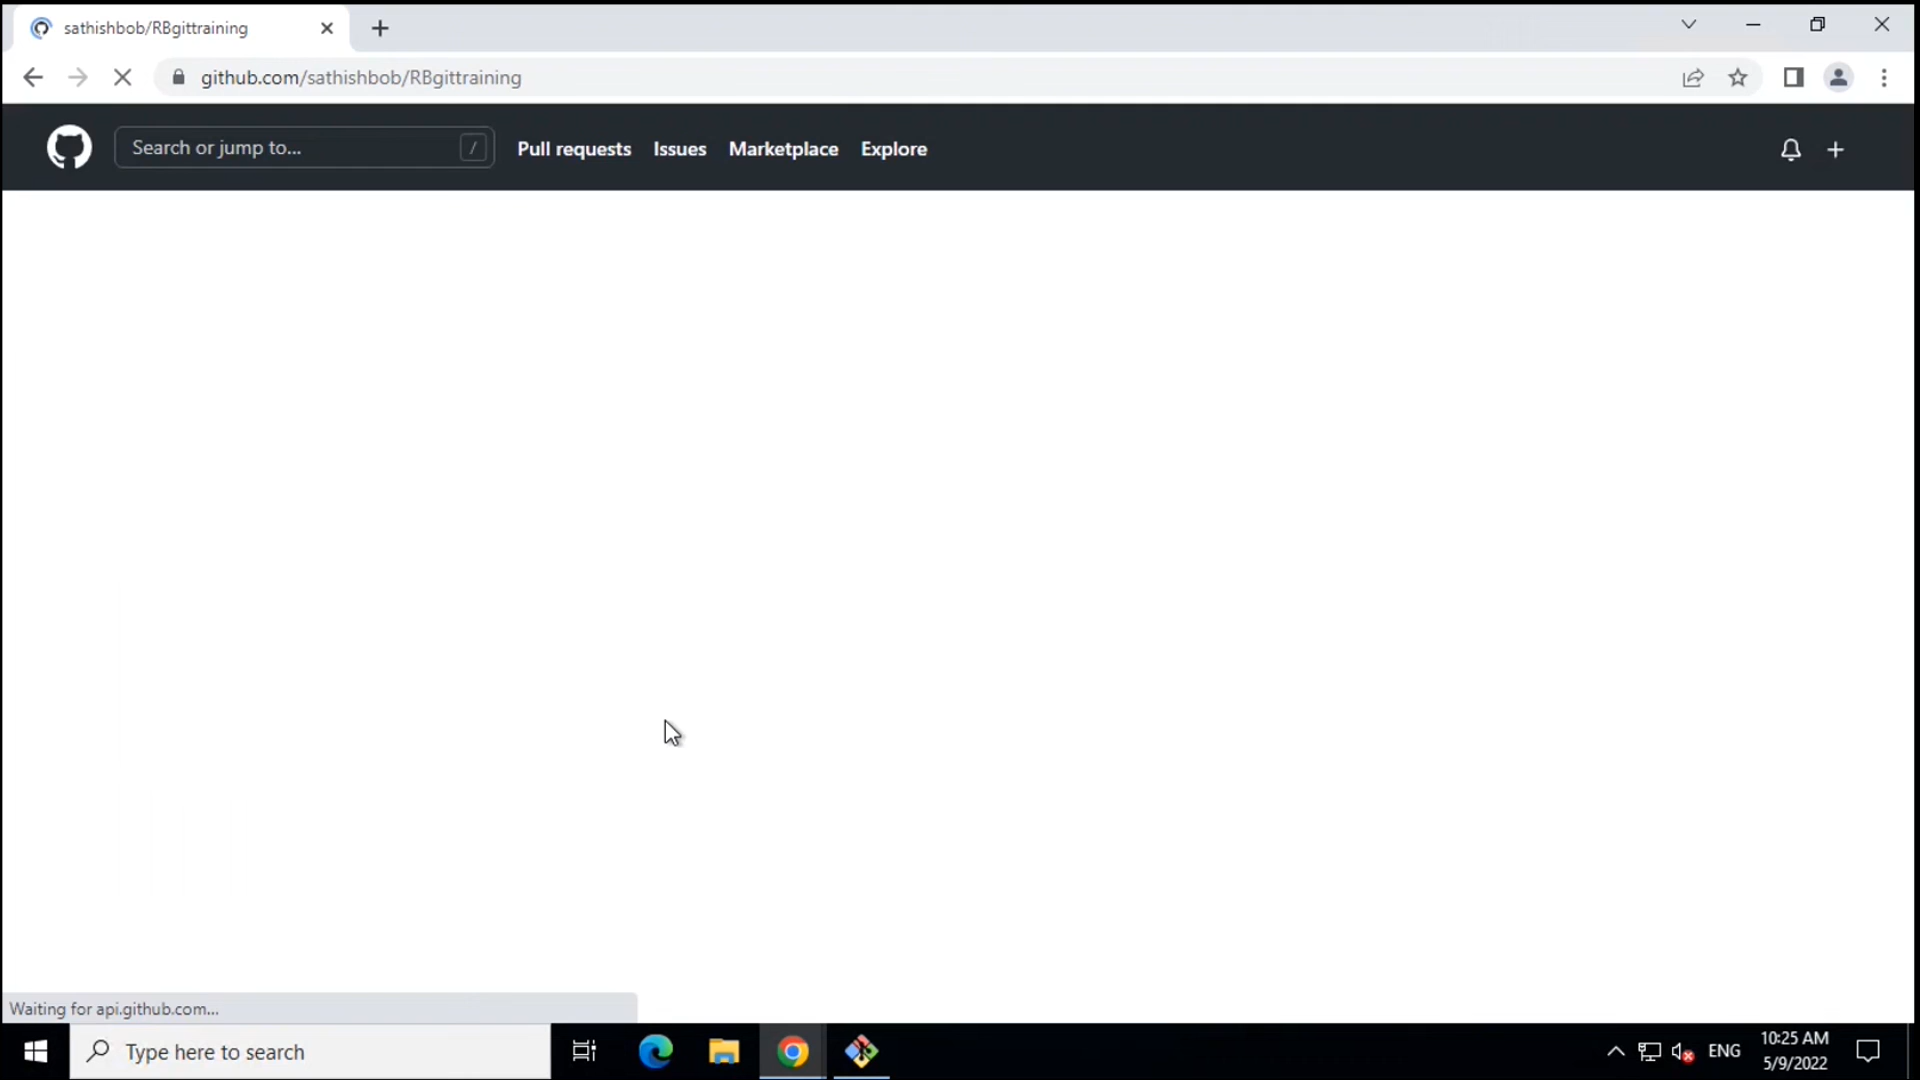 sathishbob/RBgittraining
github.com/sathishbob/RBgittraining
Search or jump to... /
Pull requests Issues Marketplace Explore
Waiting for api.github.com...
Type here to search
ENG
10:25 AM
5/9/2022